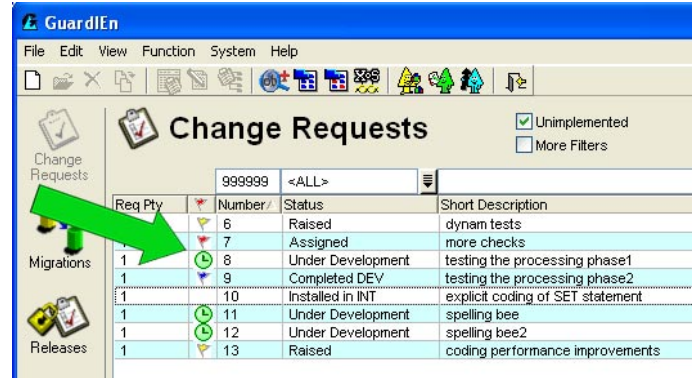 GuardIEn
File Edit View Function System Help
Change Requests
Unimplemented
More Filters
Change
Requests
Migrations
Releases
999999 <ALL>
Req Pty Number Status Short Description
6 Raised dynam tests
7 Assigned more checks
1 8 Under Development testing the processing phase1
1 9 Completed DEV testing the processing phase2
1 10 Installed in INT explicit coding of SET statement
1 11 Under Development spelling bee
1 12 Under Development spelling bee2
1 13 Raised coding performance improvements